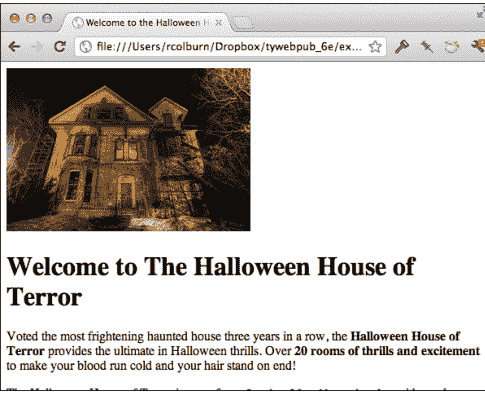 Welcome to the Halloween H
file:///Users/rcolburn/Dropbox/tywebpub_6e/ex...
Welcome to The Halloween House of
Terror
Voted the most frightening haunted house three years in a row, the Halloween House of
Terror provides the ultimate in Halloween thrills. Over 20 rooms of thrills and excitement
to make your blood run cold and your hair stand on end!